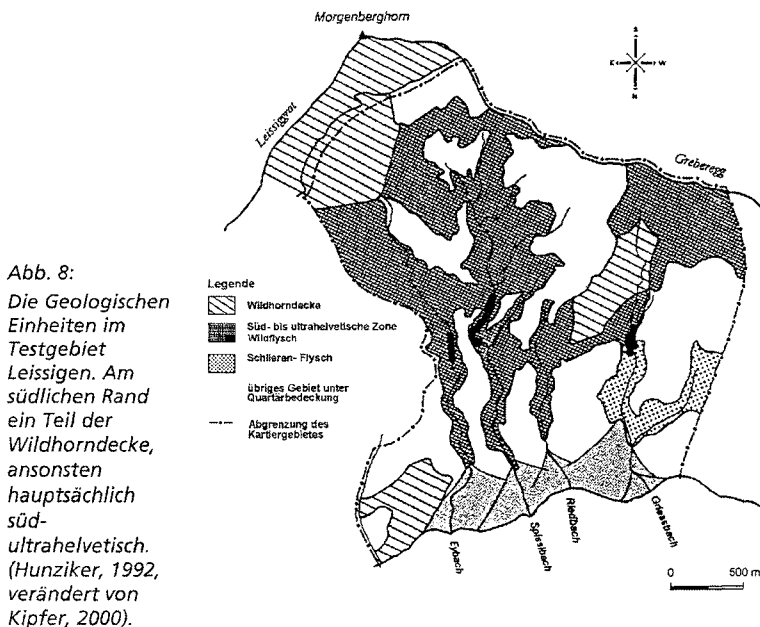 Morgenberghorn
S
E
W
N
Leissiggrat
Greberegg
Abb. 8:
Die Geologischen
Einheiten im
Testgebiet
Leissigen. Am
südlichen Rand
ein Teil der
Wildhorndecke,
ansonsten
hauptsächlich
süd-
ultrahelvetisch.
(Hunziker, 1992,
verändert von
Kipfer, 2000).
Legende
Wildhorndecke
Süd- bis ultrahelvetische Zone
Wildflysch
Schlieren- Flysch
übriges Gebiet unter
Quartärbedeckung
Abgrenzung des
Kartiergebietes
Eybach
Spissibach
Riedbach
Griessbach
0 500 m